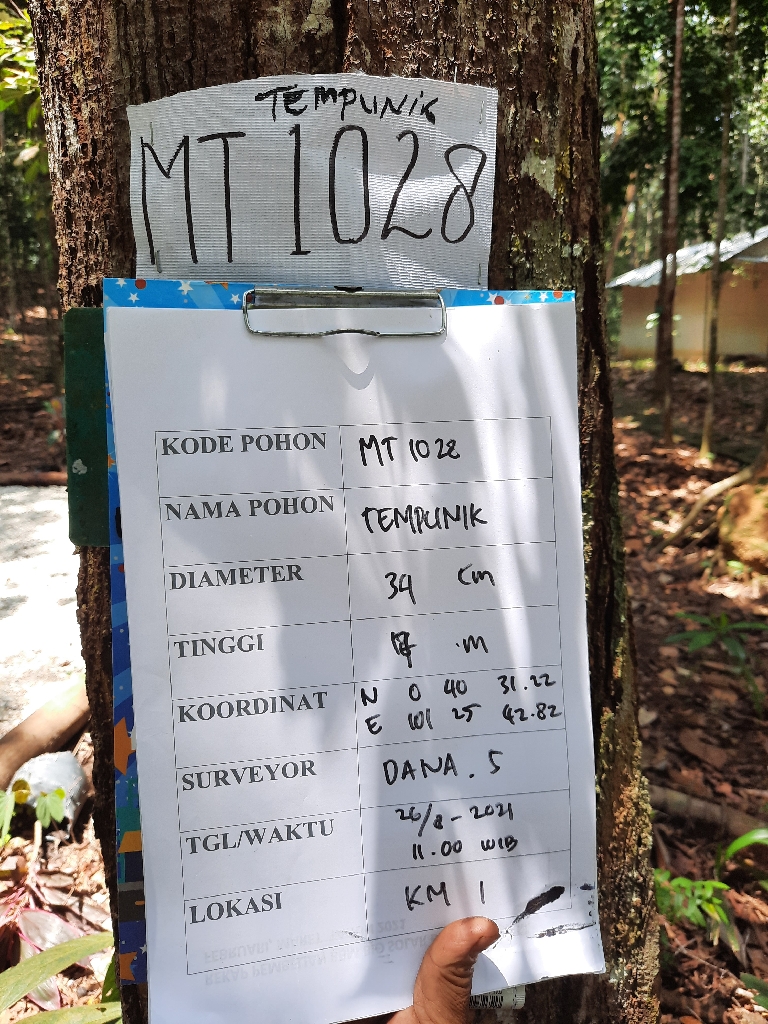 TEMPUNIK
MT 1028
KODE POHON MT 1028
NAMA POHON TEMPUNIK
DIAMETER 34 Cm
TINGGI m
KOORDINAT N 0 40 31.22
E 101 25 42.82
SURVEYOR DANA. S
TGL/WAKTU 26/8-2021
11.00 WIB
LOKASI KM 1